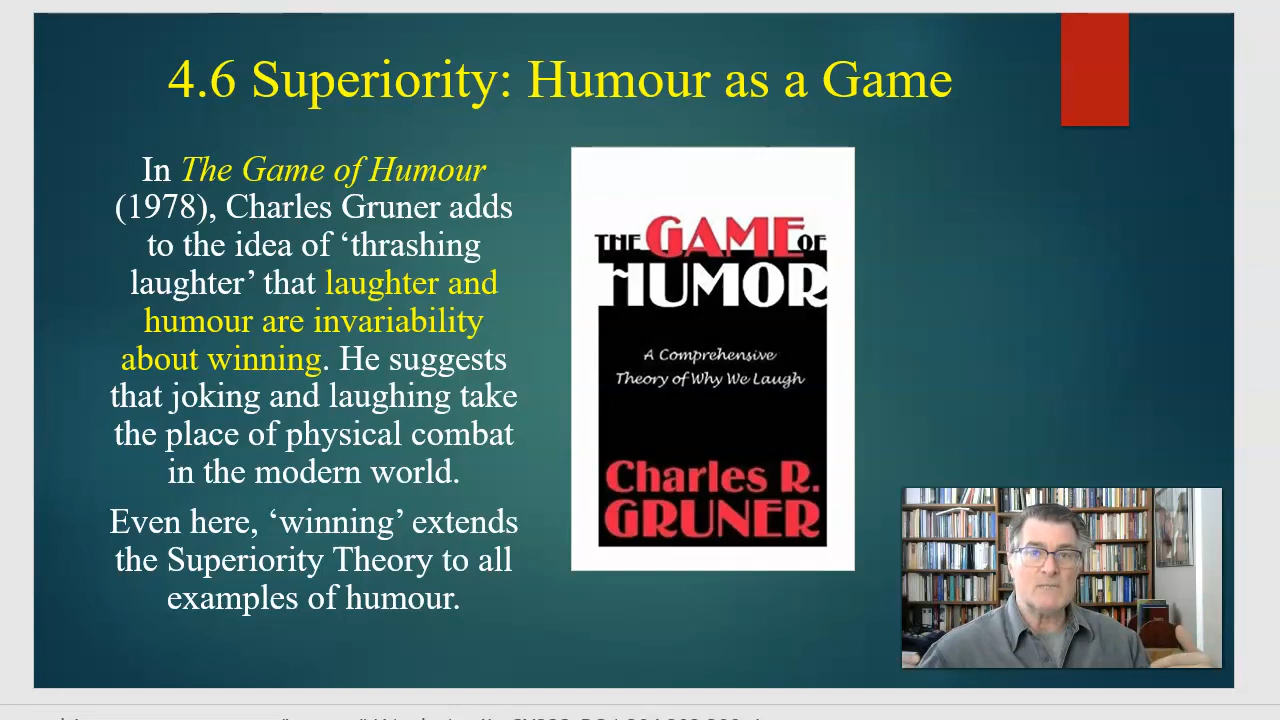 4.6 Superiority: Humour as a Game
In The Game of Humour
(1978), Charles Gruner adds
to the idea of ‘thrashing
laughter’ that laughter and
humour are invariability
about winning. He suggests
that joking and laughing take
the place of physical combat
in the modern world.
Even here, ‘winning’ extends
the Superiority Theory to all
examples of humour.
THE GAME OF
HUMOR
A Comprehensive
Theory of Why We Laugh
Charles R.
GRUNER